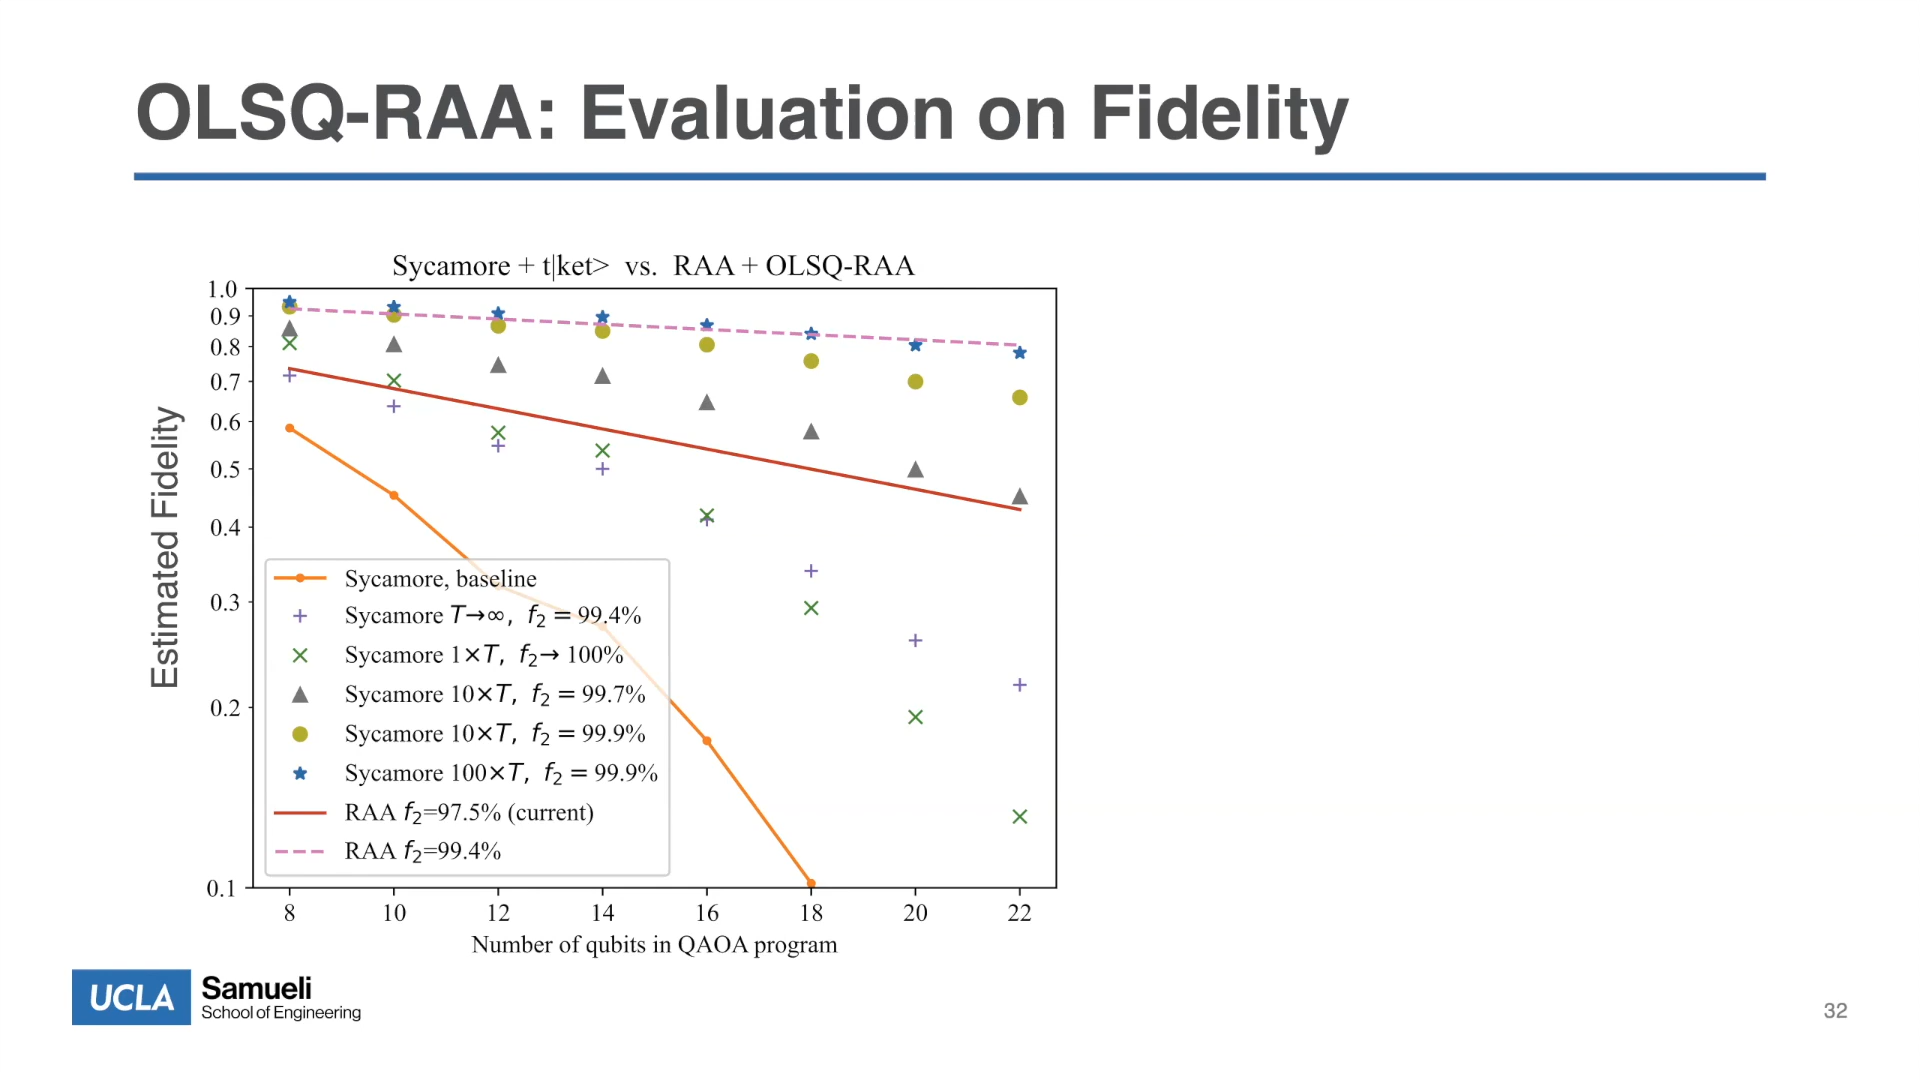 OLSQ-RAA: Evaluation on Fidelity
Sycamore + t|ket> vs. RAA + OLSQ-RAA
Estimated Fidelity
1.0
0.9
0.8
0.7
0.6
0.5
0.4
0.3
0.2
0.1
Sycamore, baseline
Sycamore T→∞, f₂ = 99.4%
Sycamore 1×T, f₂→ 100%
Sycamore 10×T, f₂ = 99.7%
Sycamore 10×T, f₂ = 99.9%
Sycamore 100×T, f₂ = 99.9%
RAA f₂=97.5% (current)
RAA f₂=99.4%
8 10 12 14 16 18 20 22
Number of qubits in QAOA program
UCLA Samueli
School of Engineering
32